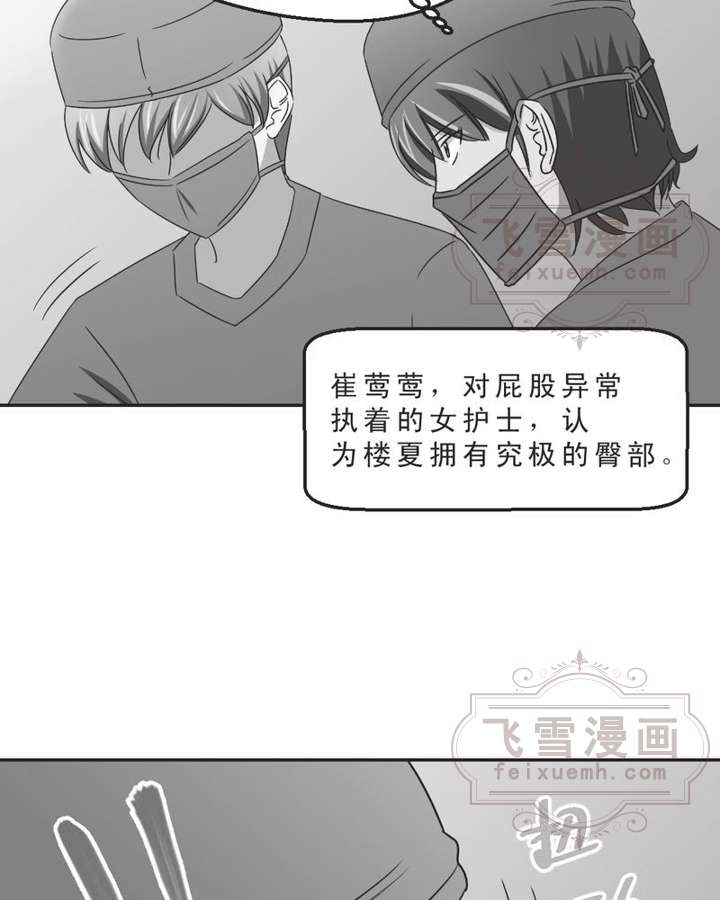 飞雪漫画
feixuemh.com
崔莺莺，对屁股异常
执着的女护士，认
为楼夏拥有究极的臀部。
飞雪漫画
feixuemh.com
扭